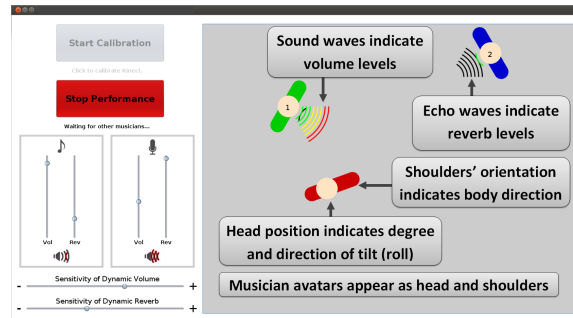 Start Calibration
Click to calibrate Kinect.
Stop Performance
Waiting for other musicians...
Vol Rev
Vol Rev
Sensitivity of Dynamic Volume
- +
Sensitivity of Dynamic Reverb
- +
Sound waves indicate
volume levels
1
2
Echo waves indicate
reverb levels
Shoulders' orientation
indicates body direction
Head position indicates degree
and direction of tilt (roll)
Musician avatars appear as head and shoulders